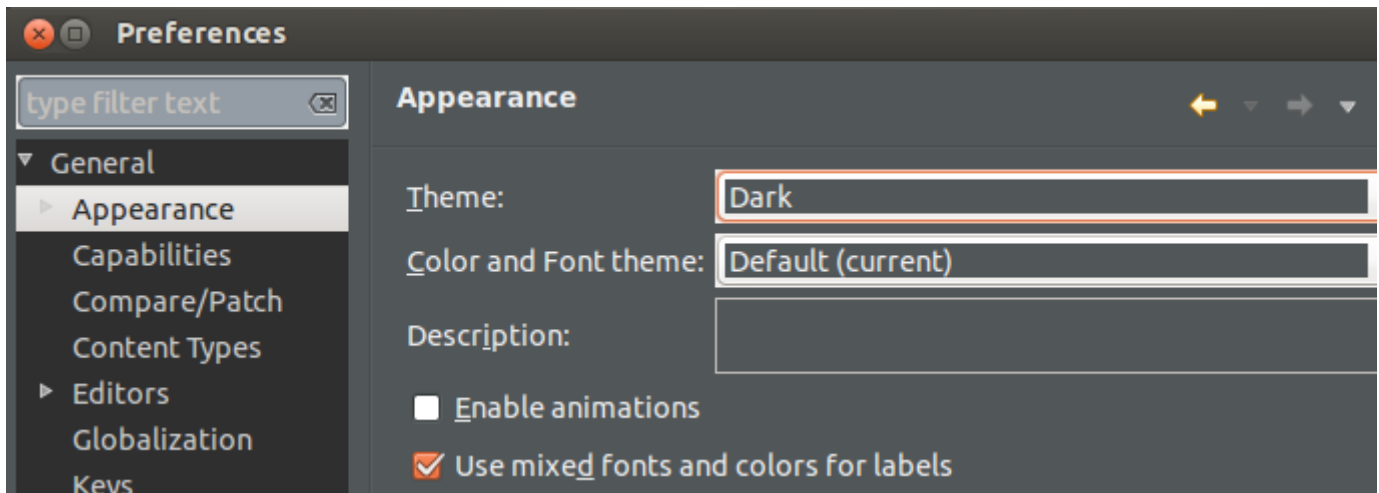 Preferences
type filter text
General
Appearance
Capabilities
Compare/Patch
Content Types
Editors
Globalization
Keys
Appearance
Theme: Dark
Color and Font theme: Default (current)
Description:
Enable animations
Use mixed fonts and colors for labels